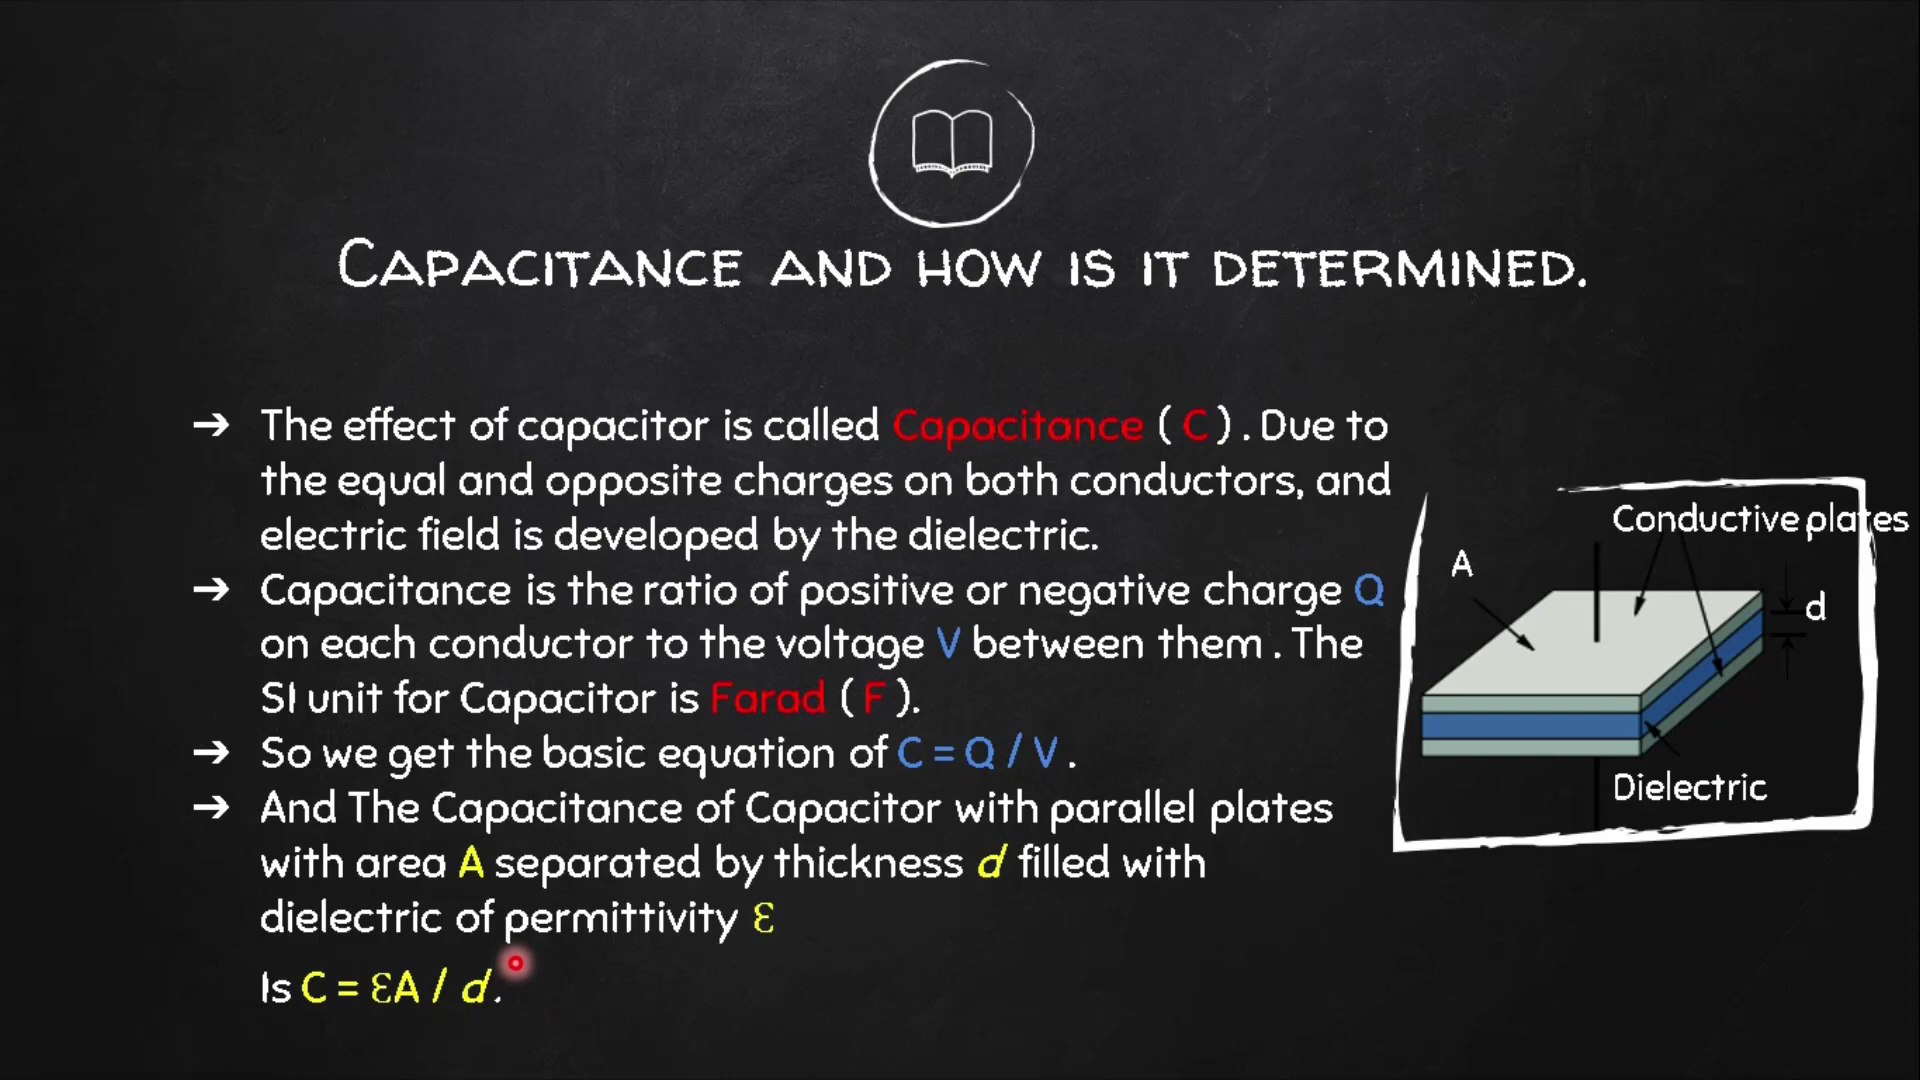 CAPACITANCE AND HOW IS IT DETERMINED.
➔ The effect of capacitor is called Capacitance ( C ) . Due to
the equal and opposite charges on both conductors, and
electric field is developed by the dielectric.
➔ Capacitance is the ratio of positive or negative charge Q
on each conductor to the voltage V between them . The
SI unit for Capacitor is Farad ( F ).
➔ So we get the basic equation of C = Q / V .
➔ And The Capacitance of Capacitor with parallel plates
with area A separated by thickness d filled with
dielectric of permittivity Ɛ
Is C = ƐA / d.
Conductive plates
A
d
Dielectric